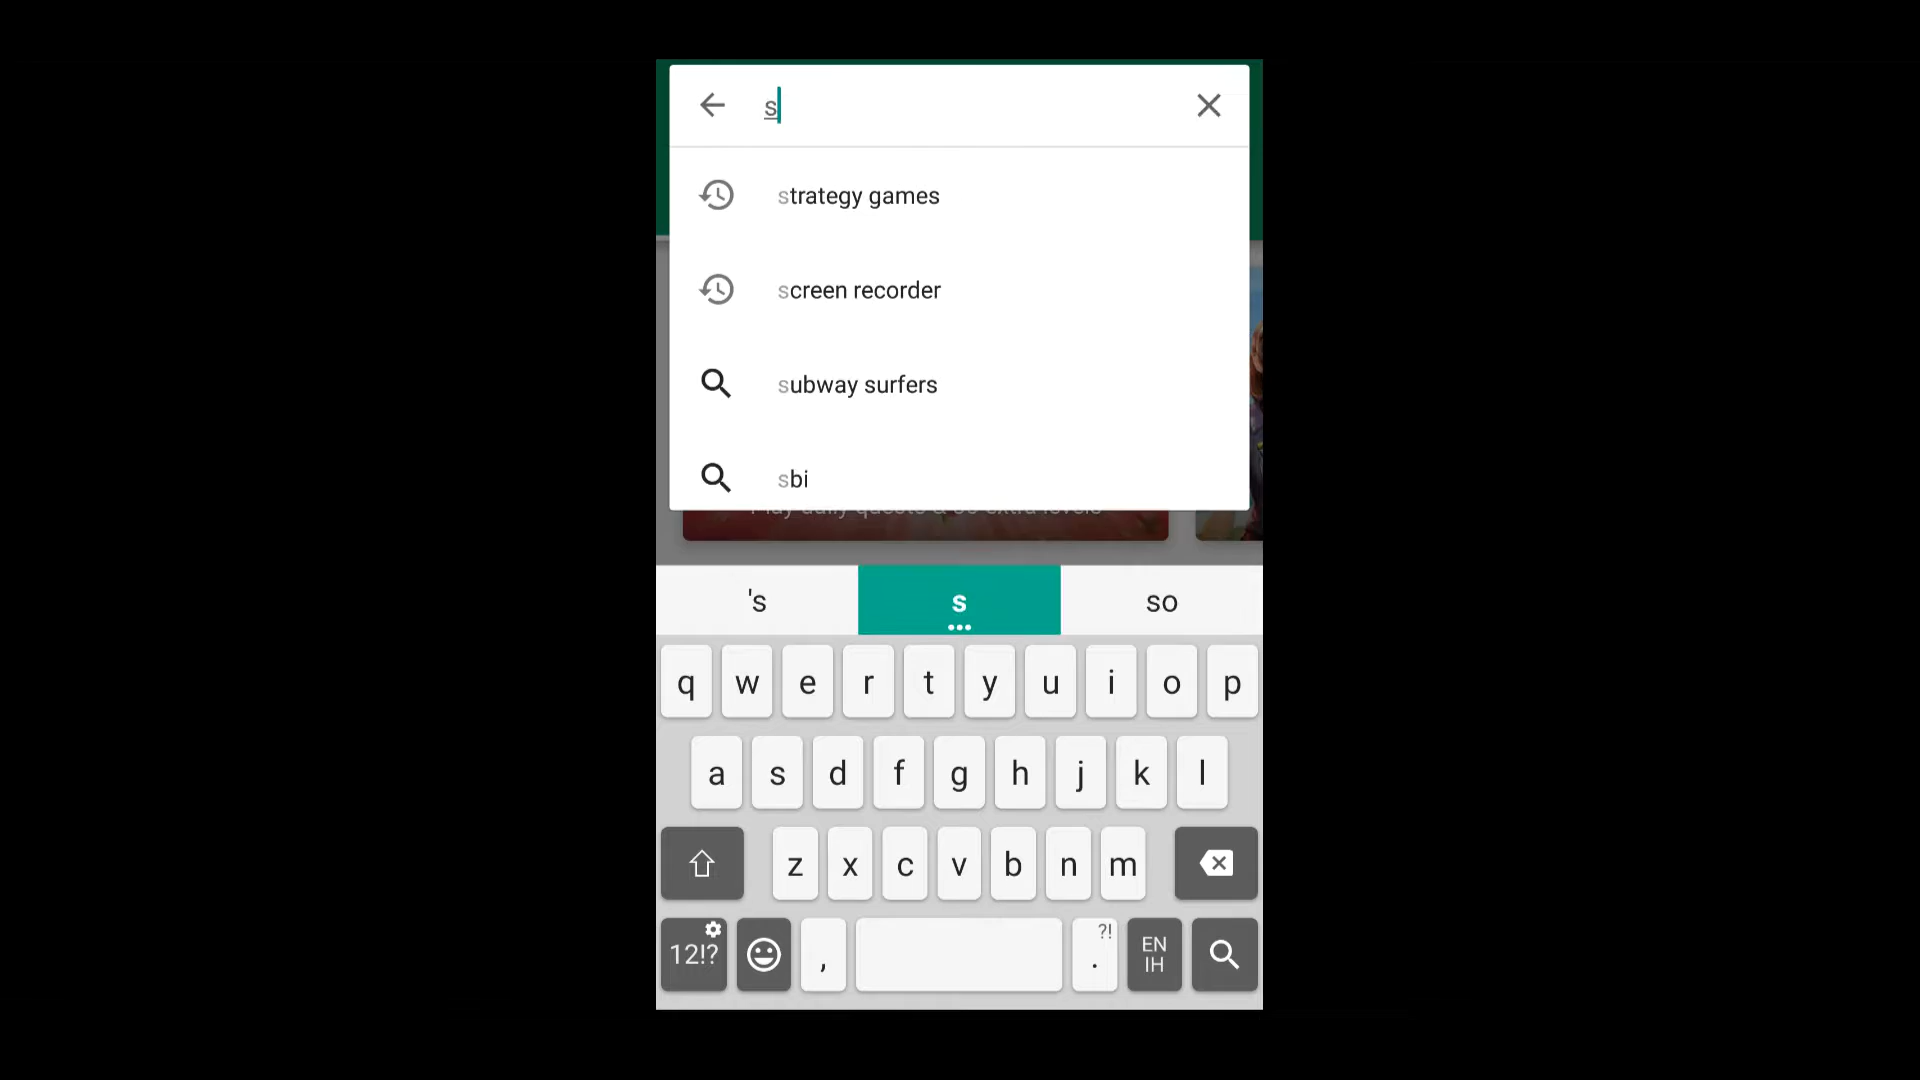 s
strategy games
screen recorder
subway surfers
sbi
's s so
q w e r t y u i o p
a s d f g h j k l
z x c v b n m
12!? , . ?! EN
IH